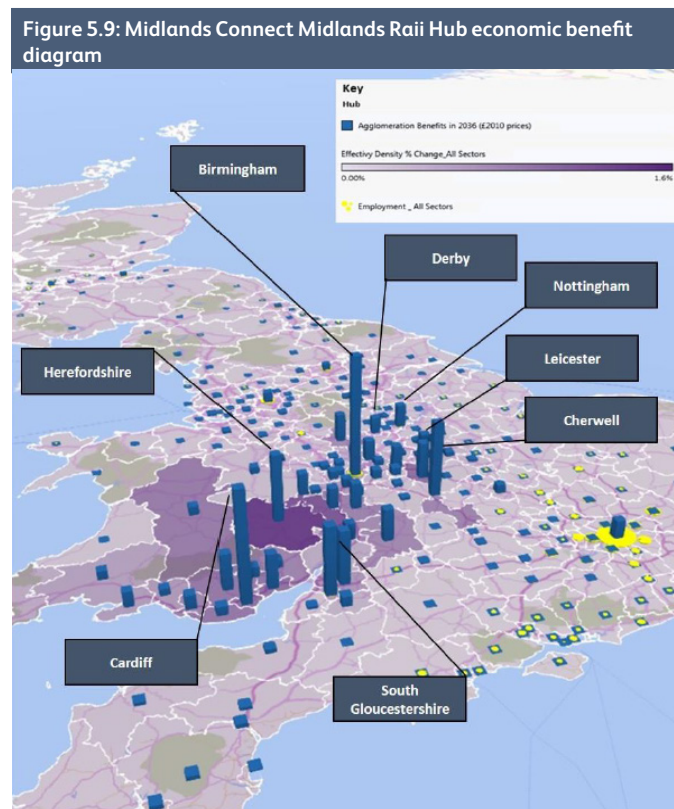 Figure 5.9: Midlands Connect Midlands Raii Hub economic benefit
diagram
Key
Hub
Agglomeration Benefits in 2036 (£2010 prices)
Effectivy Density % Change_All Sectors
0.00%
1.6%
Employment _ All Sectors
Birmingham
Derby
Nottingham
Herefordshire
Leicester
Cherwell
Cardiff
South
Gloucestershire